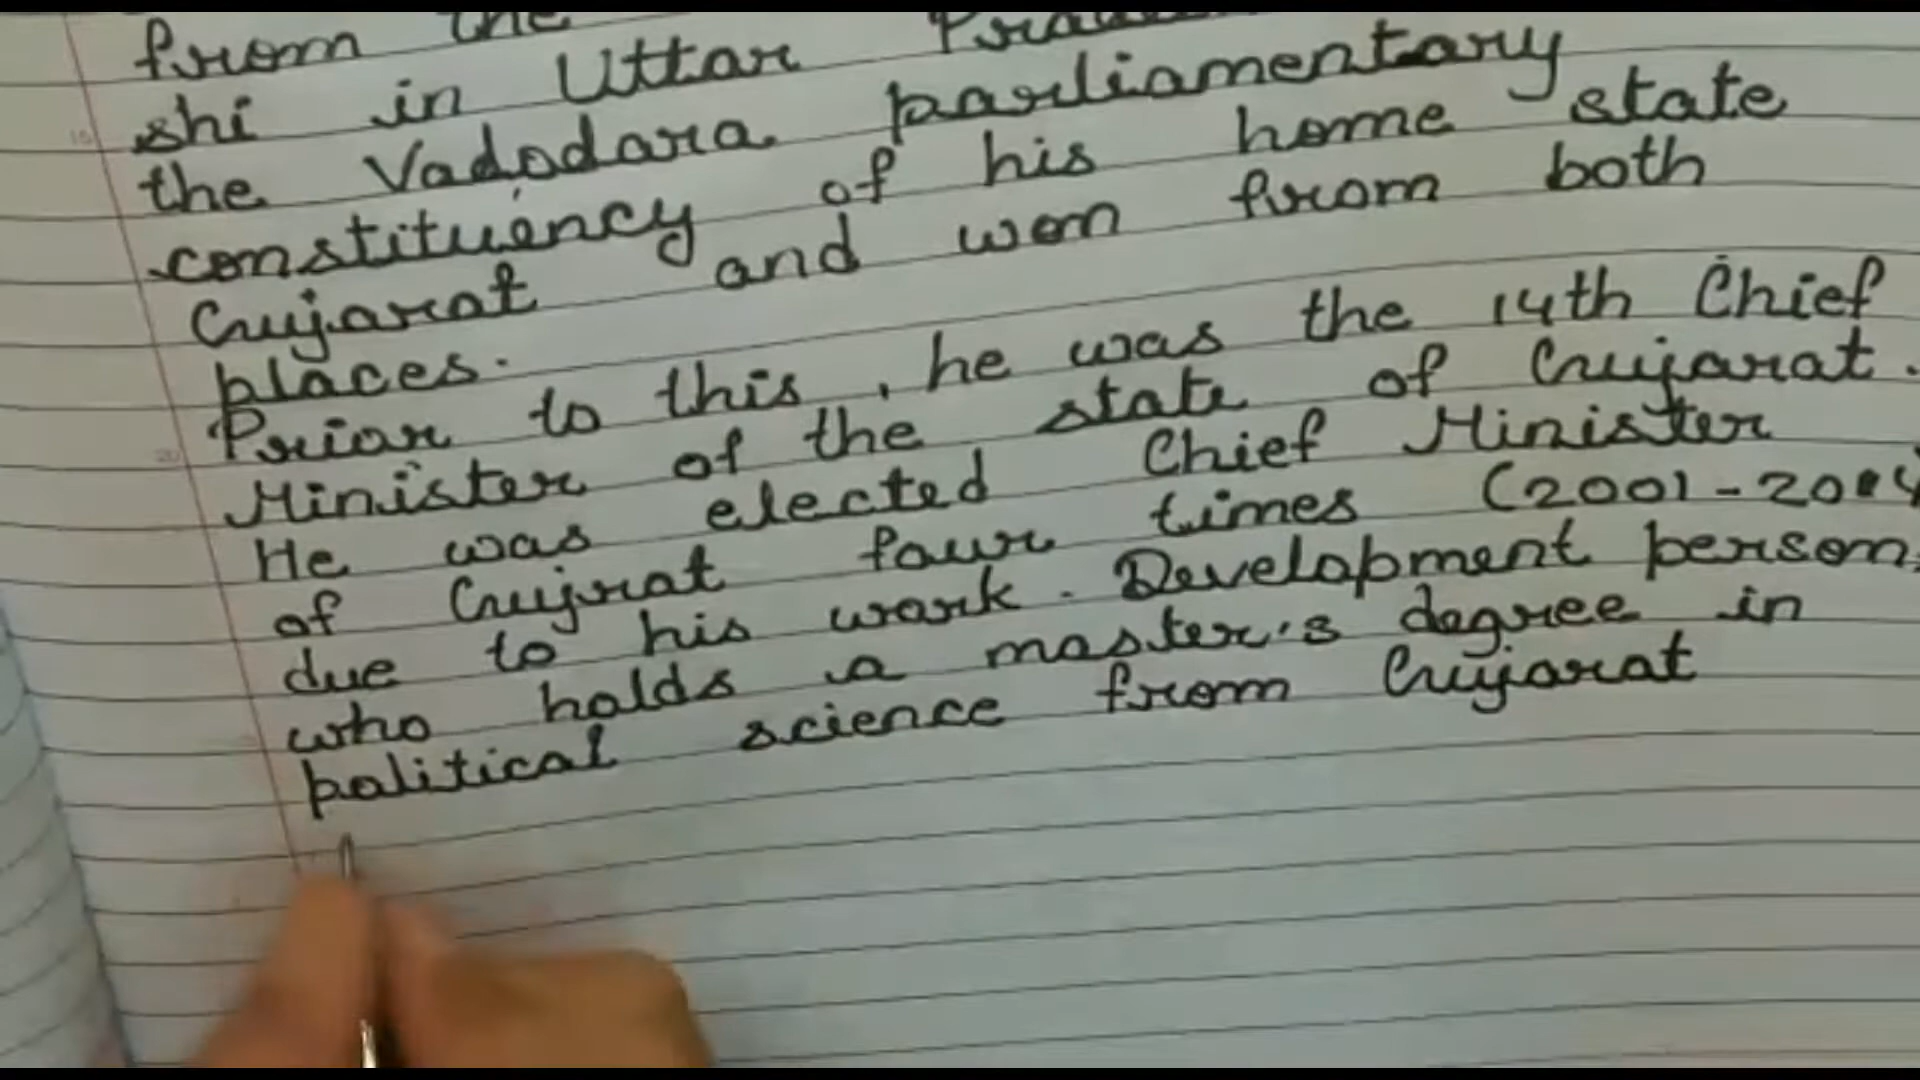 from the
shi in Uttar
the Vadodara parliamentary
constituency of his home state
Gujarat and won from both
places.
Prior to this, he was the 14th Chief
Minister of the state of Gujarat.
He was elected Chief Minister
of Gujrat four times (2001-2014
due to his work. Development person,
who holds a master's degree in
political science from Gujarat